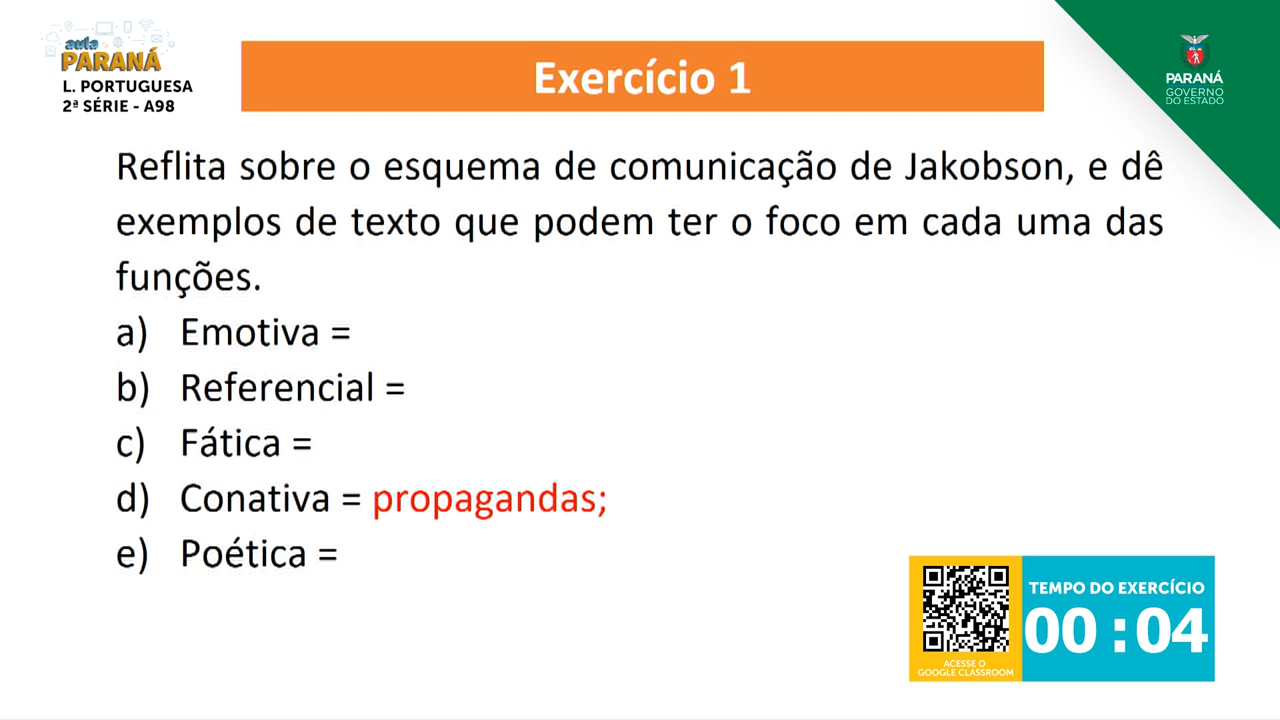 aula
PARANÁ
L. PORTUGUESA
2ª SÉRIE - A98
Exercício 1
PARANÁ
GOVERNO
DO ESTADO
Reflita sobre o esquema de comunicação de Jakobson, e dê
exemplos de texto que podem ter o foco em cada uma das
funções.
a) Emotiva =
b) Referencial =
c) Fática =
d) Conativa = propagandas;
e) Poética =
TEMPO DO EXERCÍCIO
00 : 04
ACESSE O
GOOGLE CLASSROOM